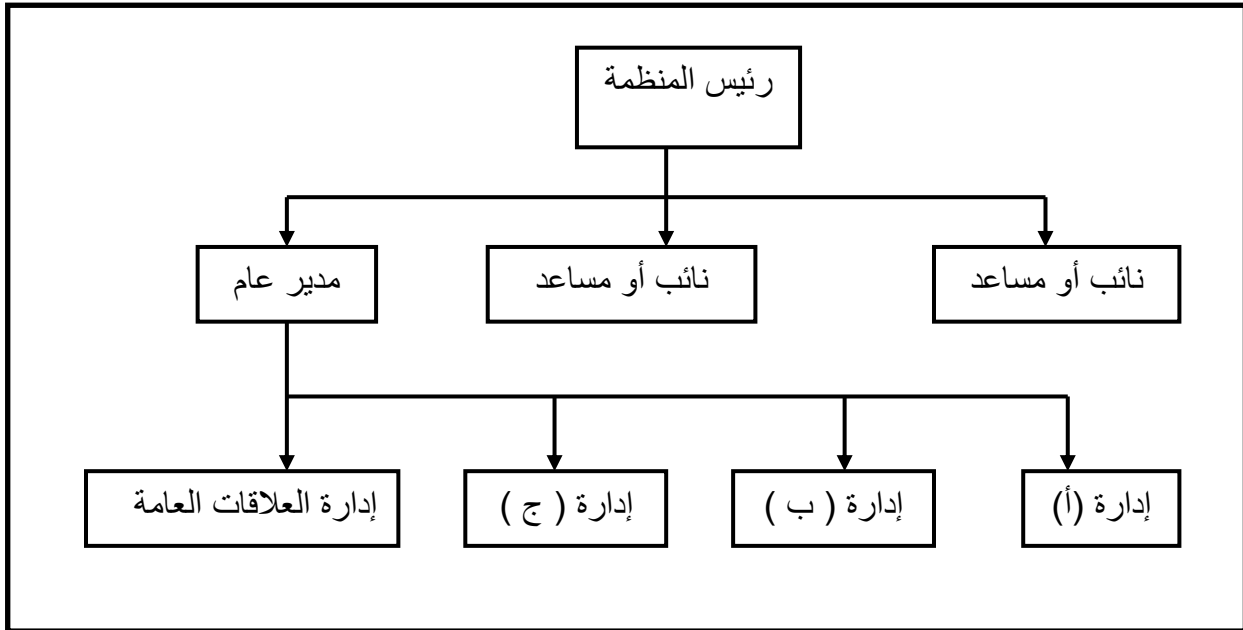 رئيس المنظمة
نائب أو مساعد
نائب أو مساعد
مدير عام
إدارة (أ)
إدارة ( ب )
إدارة ( ج )
إدارة العلاقات العامة